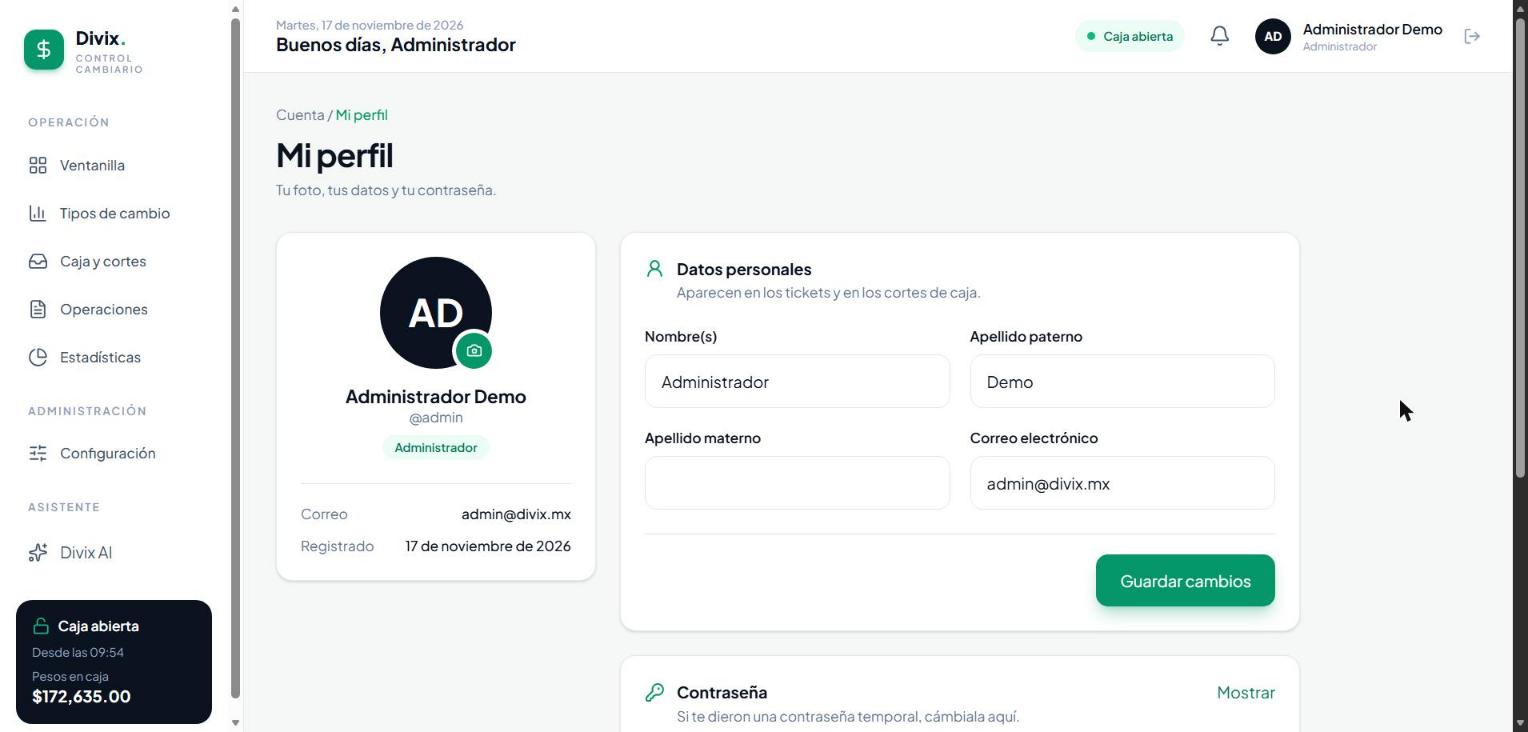 Divix.
CONTROL
CAMBIARIO
OPERACIÓN
Ventanilla
Tipos de cambio
Caja y cortes
Operaciones
Estadísticas
ADMINISTRACIÓN
Configuración
ASISTENTE
Divix AI
Caja abierta
Desde las 09:54
Pesos en caja
$172,635.00
Martes, 17 de noviembre de 2026
Buenos días, Administrador
Caja abierta
AD
Administrador Demo
Administrador
Cuenta / Mi perfil
Mi perfil
Tu foto, tus datos y tu contraseña.
AD
Administrador Demo
@admin
Administrador
Correo admin@divix.mx
Registrado 17 de noviembre de 2026
Datos personales
Aparecen en los tickets y en los cortes de caja.
Nombre(s) Apellido paterno
Administrador Demo
Apellido materno Correo electrónico
admin@divix.mx
Guardar cambios
Contraseña Mostrar
Si te dieron una contraseña temporal, cámbiala aquí.